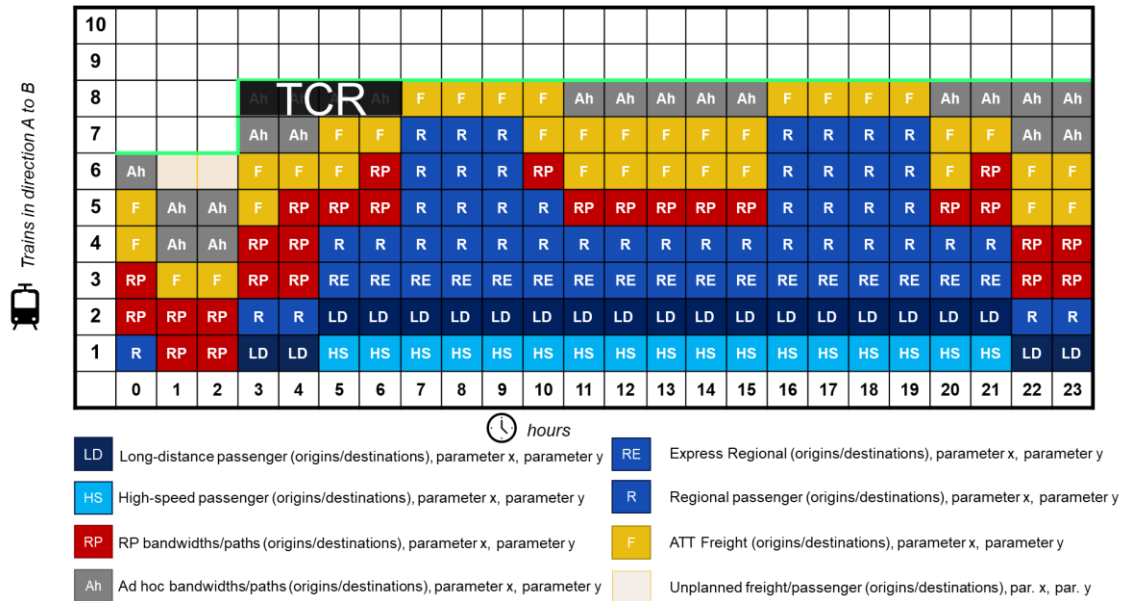 Trains in direction A to B
10
9
8 Ah TCR Ah F F F F Ah Ah Ah Ah Ah F F F F Ah Ah Ah Ah
7 Ah Ah F F R R R F F F F F F R R R R F F Ah Ah
6 Ah F F F RP R R R RP F F F F F R R R R F RP F F
5 F Ah Ah F RP RP RP R R R R RP RP RP RP RP R R R R RP RP F F
4 F Ah Ah RP RP R R R R R R R R R R R R R R R R R RP RP
3 RP F F RP RP RE RE RE RE RE RE RE RE RE RE RE RE RE RE RE RE RE RP RP
2 RP RP RP R R LD LD LD LD LD LD LD LD LD LD LD LD LD LD LD LD LD R R
1 R RP RP LD LD HS HS HS HS HS HS HS HS HS HS HS HS HS HS HS HS HS LD LD
0 1 2 3 4 5 6 7 8 9 10 11 12 13 14 15 16 17 18 19 20 21 22 23
hours
LD Long-distance passenger (origins/destinations), parameter x, parameter y
RE Express Regional (origins/destinations), parameter x, parameter y
HS High-speed passenger (origins/destinations), parameter x, parameter y
R Regional passenger (origins/destinations), parameter x, parameter y
RP RP bandwidths/paths (origins/destinations), parameter x, parameter y
F ATT Freight (origins/destinations), parameter x, parameter y
Ah Ad hoc bandwidths/paths (origins/destinations), parameter x, parameter y
Unplanned freight/passenger (origins/destinations), par. x, par. y